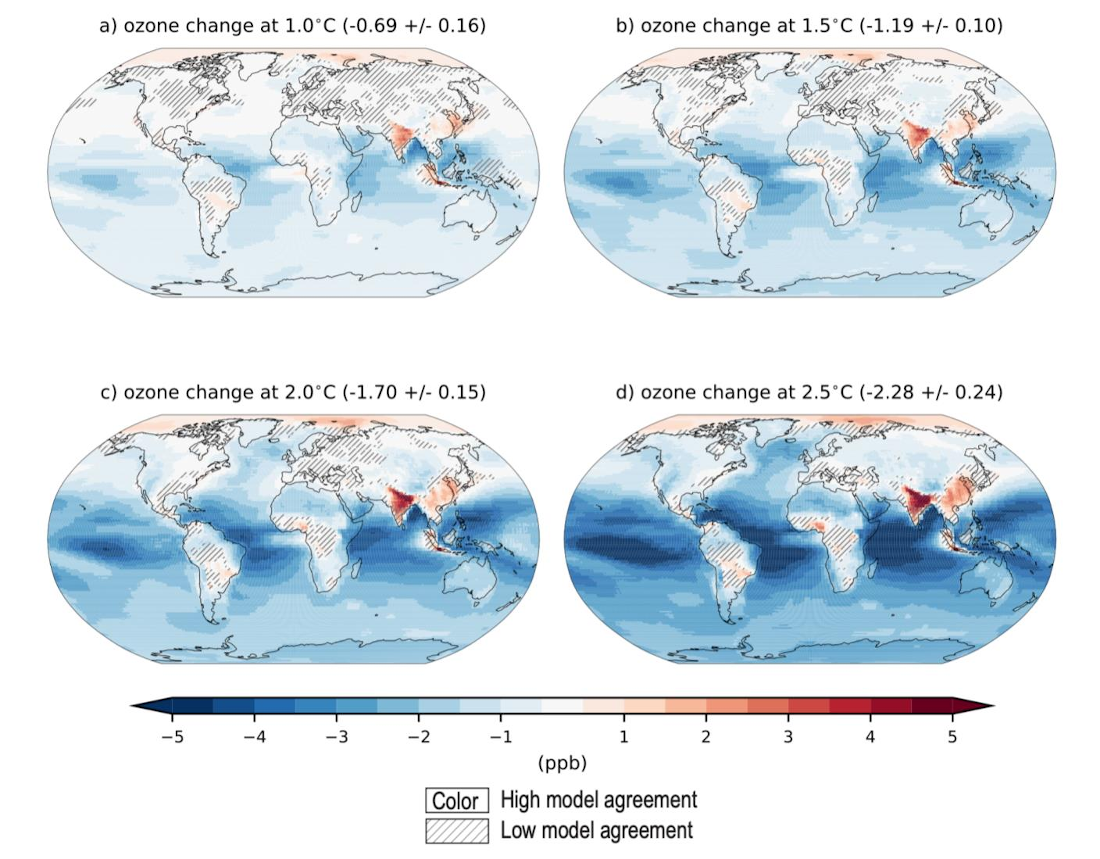 a) ozone change at 1.0°C (-0.69 +/- 0.16)
b) ozone change at 1.5°C (-1.19 +/- 0.10)
c) ozone change at 2.0°C (-1.70 +/- 0.15)
d) ozone change at 2.5°C (-2.28 +/- 0.24)
−5 −4 −3 −2 −1 1 2 3 4 5
(ppb)
Color High model agreement
Low model agreement